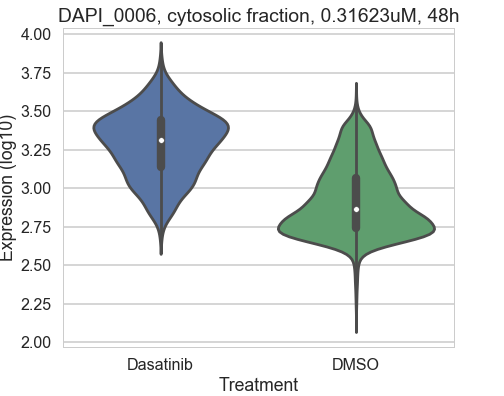 DAPI_0006, cytosolic fraction, 0.31623uM, 48h
4.00
3.75
3.50
3.25
3.00
2.75
2.50
2.25
2.00
Expression (log10)
Dasatinib
DMSO
Treatment